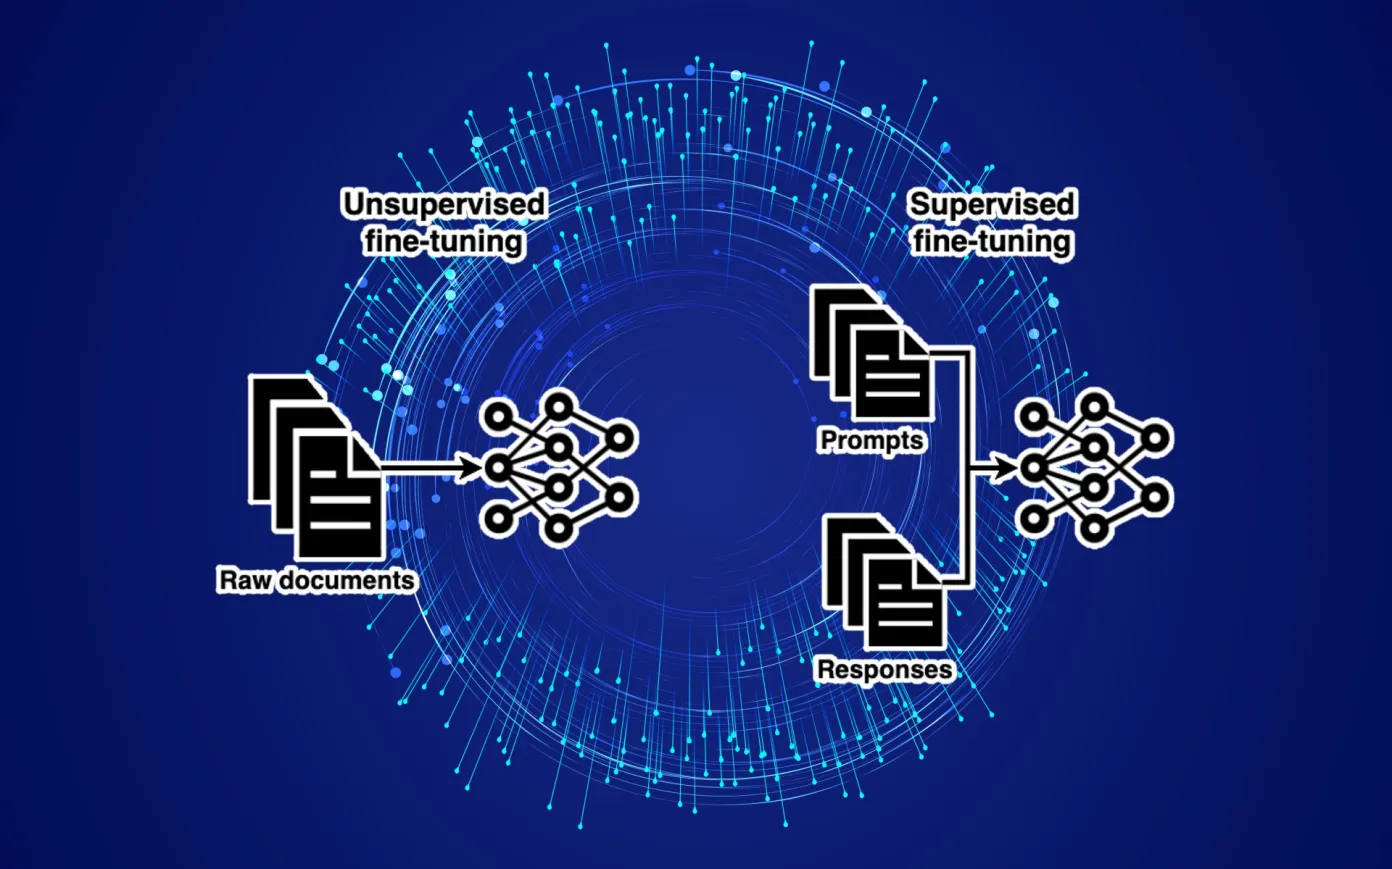 Unsupervised
fine-tuning
Raw documents
Supervised
fine-tuning
Prompts
Responses